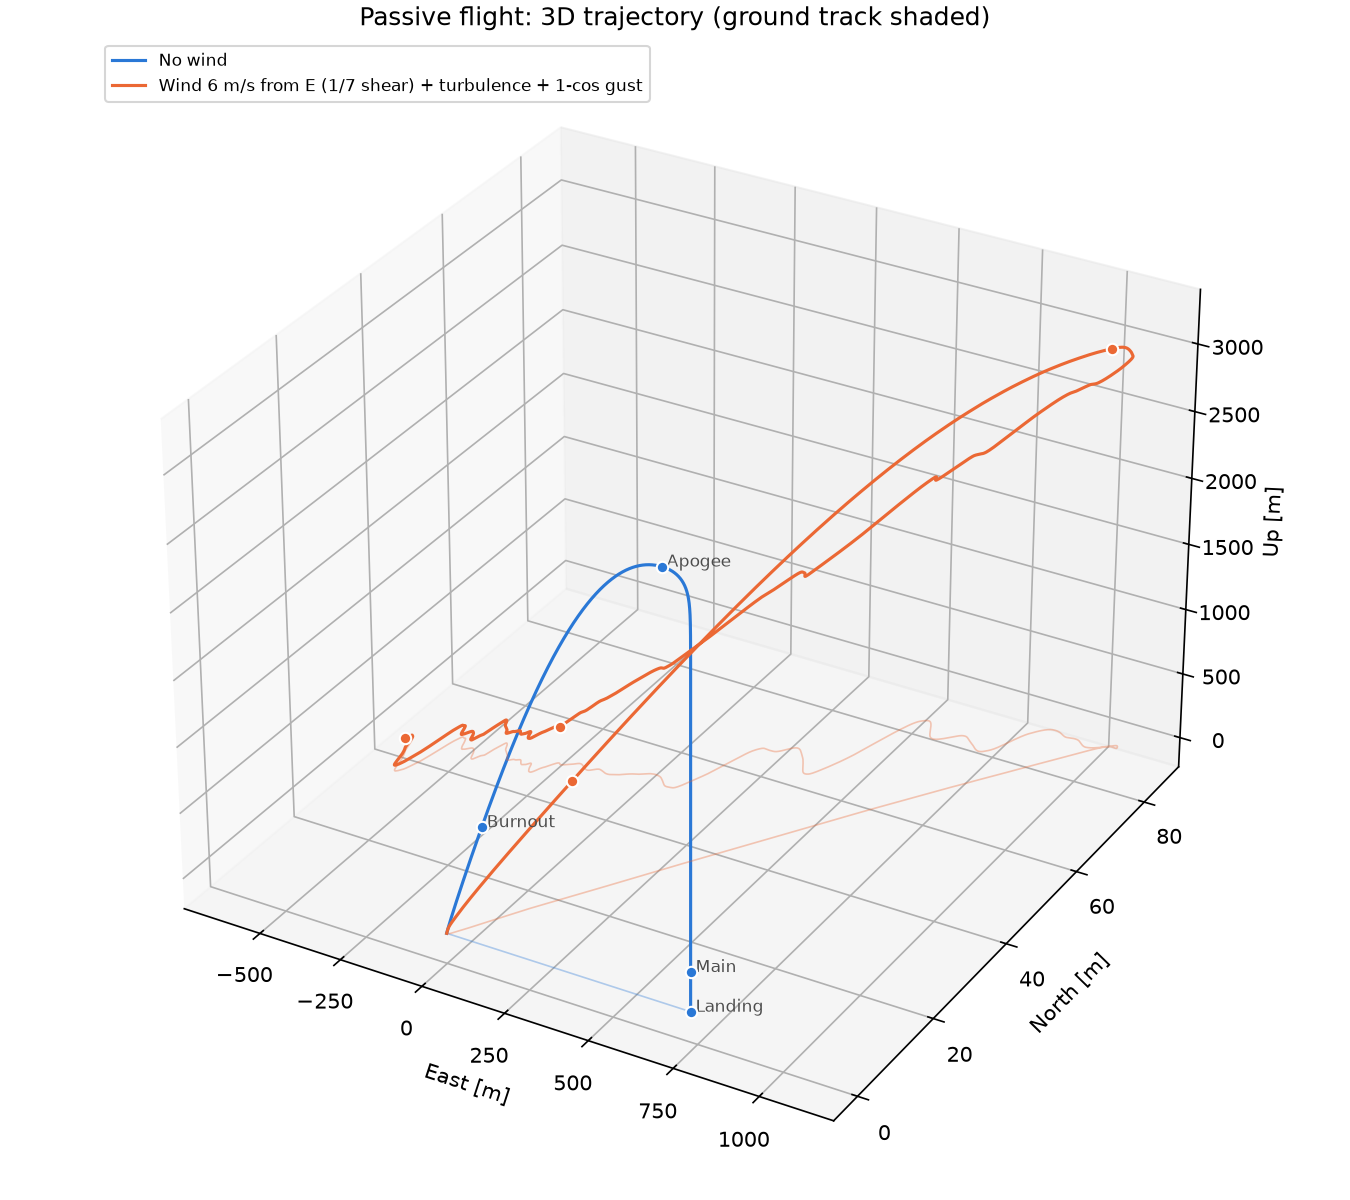 Passive flight: 3D trajectory (ground track shaded)
No wind
Wind 6 m/s from E (1/7 shear) + turbulence + 1-cos gust
3000
2500
2000
1500
1000
500
0
Up [m]
Apogee
Burnout
Main
Landing
−500
−250
0
250
500
750
1000
East [m]
0
20
40
60
80
North [m]